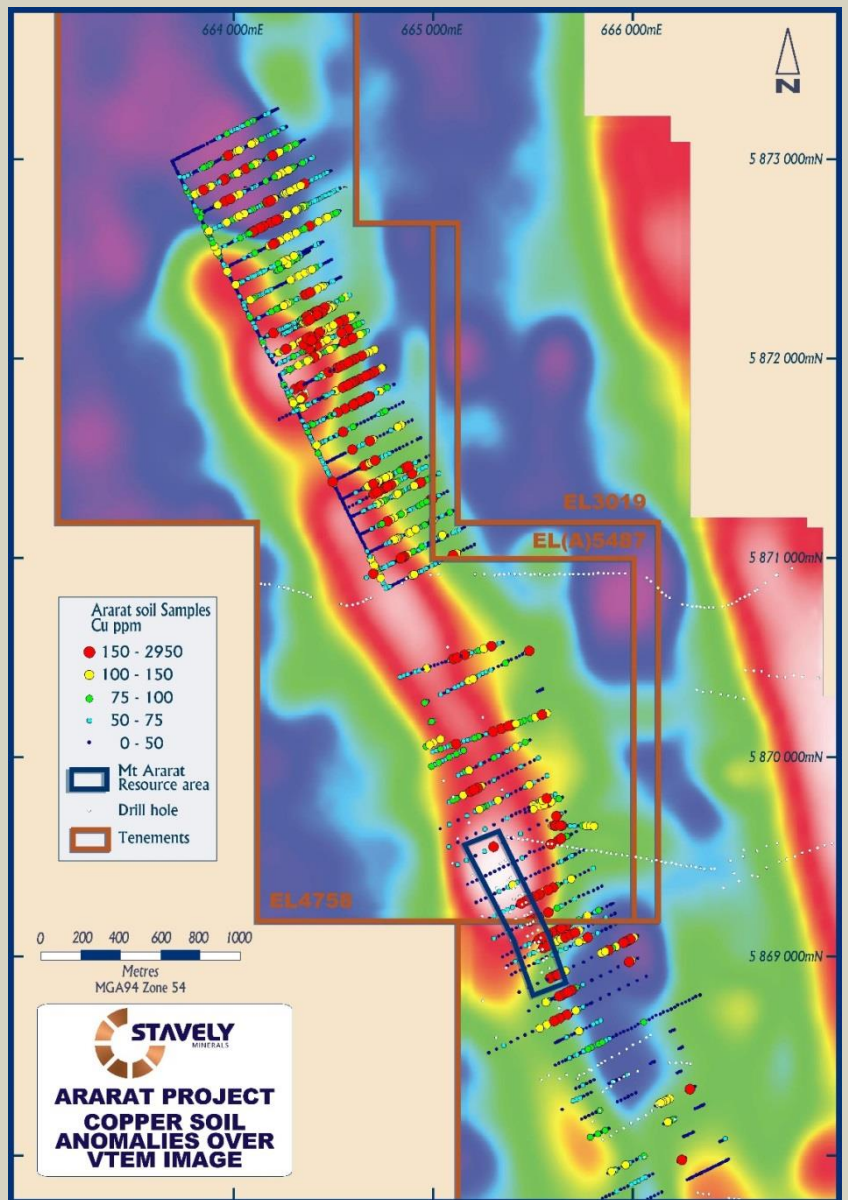 664 000mE
665 000mE
666 000mE
N
5 873 000mN
5 872 000mN
EL3019
EL(A)5487
5 871 000mN
Ararat soil Samples
Cu ppm
150 - 2950
100 - 150
75 - 100
50 - 75
0 - 50
Mt Ararat
Resource area
Drill hole
Tenements
5 870 000mN
EL4758
0 200 400 600 800 1000
Metres
MGA94 Zone 54
5 869 000mN
STAVELY
MINERALS
ARARAT PROJECT
COPPER SOIL
ANOMALIES OVER
VTEM IMAGE